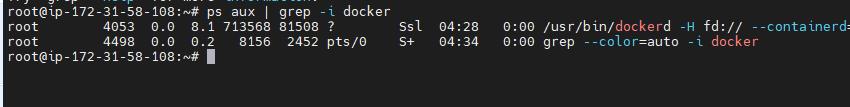 root@ip-172-31-58-108:~# ps aux | grep -i docker
root        4053  0.0  8.1 713568 81508 ?        Ssl  04:28   0:00 /usr/bin/dockerd -H fd:// --containerd=
root        4498  0.0  0.2   8156  2452 pts/0    S+   04:34   0:00 grep --color=auto -i docker
root@ip-172-31-58-108:~#